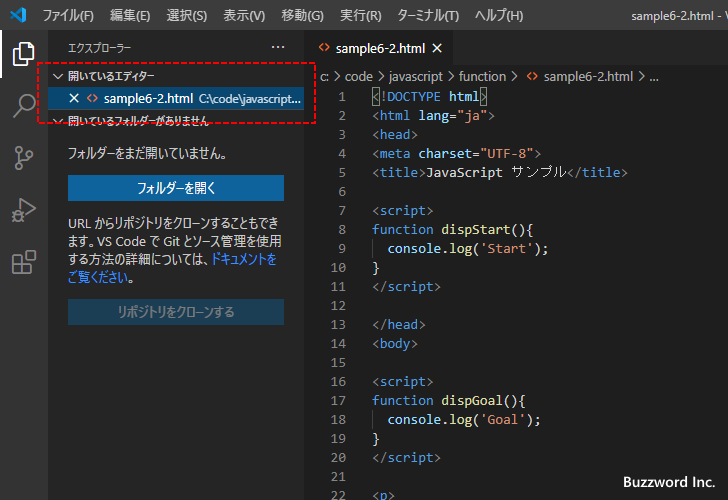 ファイル(F) 編集(E) 選択(S) 表示(V) 移動(G) 実行(R) ターミナル(T) ヘルプ(H) sample6-2.html - V
エクスプローラー ...
開いているエディター
× <> sample6-2.html C:\code\javascript...
開いているフォルダーがありません
フォルダーをまだ開いていません。
フォルダーを開く
URL からリポジトリをクローンすることもでき
ます。VS Code で Git とソース管理を使用
する方法の詳細については、ドキュメントを
ご覧ください。
リポジトリをクローンする
<> sample6-2.html ×
c: > code > javascript > function > <> sample6-2.html > ...
1 <!DOCTYPE html>
2 <html lang="ja">
3 <head>
4 <meta charset="UTF-8">
5 <title>JavaScript サンプル</title>
6
7 <script>
8 function dispStart(){
9 console.log('Start');
10 }
11 </script>
12
13 </head>
14 <body>
15
16 <script>
17 function dispGoal(){
18 console.log('Goal');
19 }
20 </script>
21
22 <p>
Buzzword Inc.